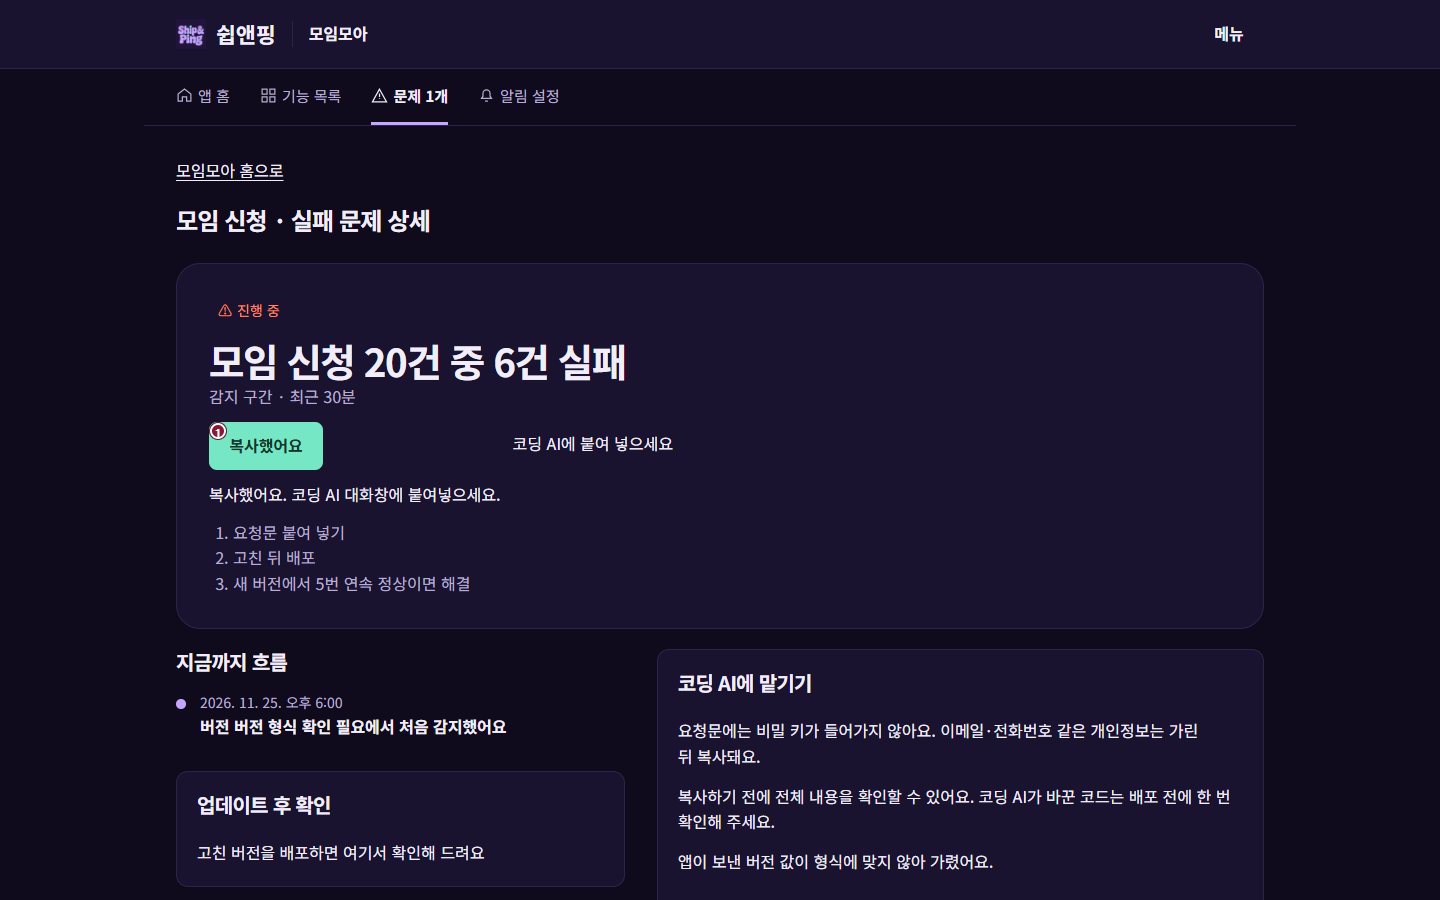 Ship&
Ping
쉽앤핑
모임모아
메뉴
앱 홈
기능 목록
문제 1개
알림 설정
모임모아 홈으로
모임 신청 · 실패 문제 상세
진행 중
모임 신청 20건 중 6건 실패
감지 구간 · 최근 30분
1
복사했어요
코딩 AI에 붙여 넣으세요
복사했어요. 코딩 AI 대화창에 붙여넣으세요.
1. 요청문 붙여 넣기
2. 고친 뒤 배포
3. 새 버전에서 5번 연속 정상이면 해결
지금까지 흐름
2026. 11. 25. 오후 6:00
버전 버전 형식 확인 필요에서 처음 감지했어요
업데이트 후 확인
고친 버전을 배포하면 여기서 확인해 드려요
코딩 AI에 맡기기
요청문에는 비밀 키가 들어가지 않아요. 이메일·전화번호 같은 개인정보는 가린
뒤 복사돼요.
복사하기 전에 전체 내용을 확인할 수 있어요. 코딩 AI가 바꾼 코드는 배포 전에 한 번
확인해 주세요.
앱이 보낸 버전 값이 형식에 맞지 않아 가렸어요.